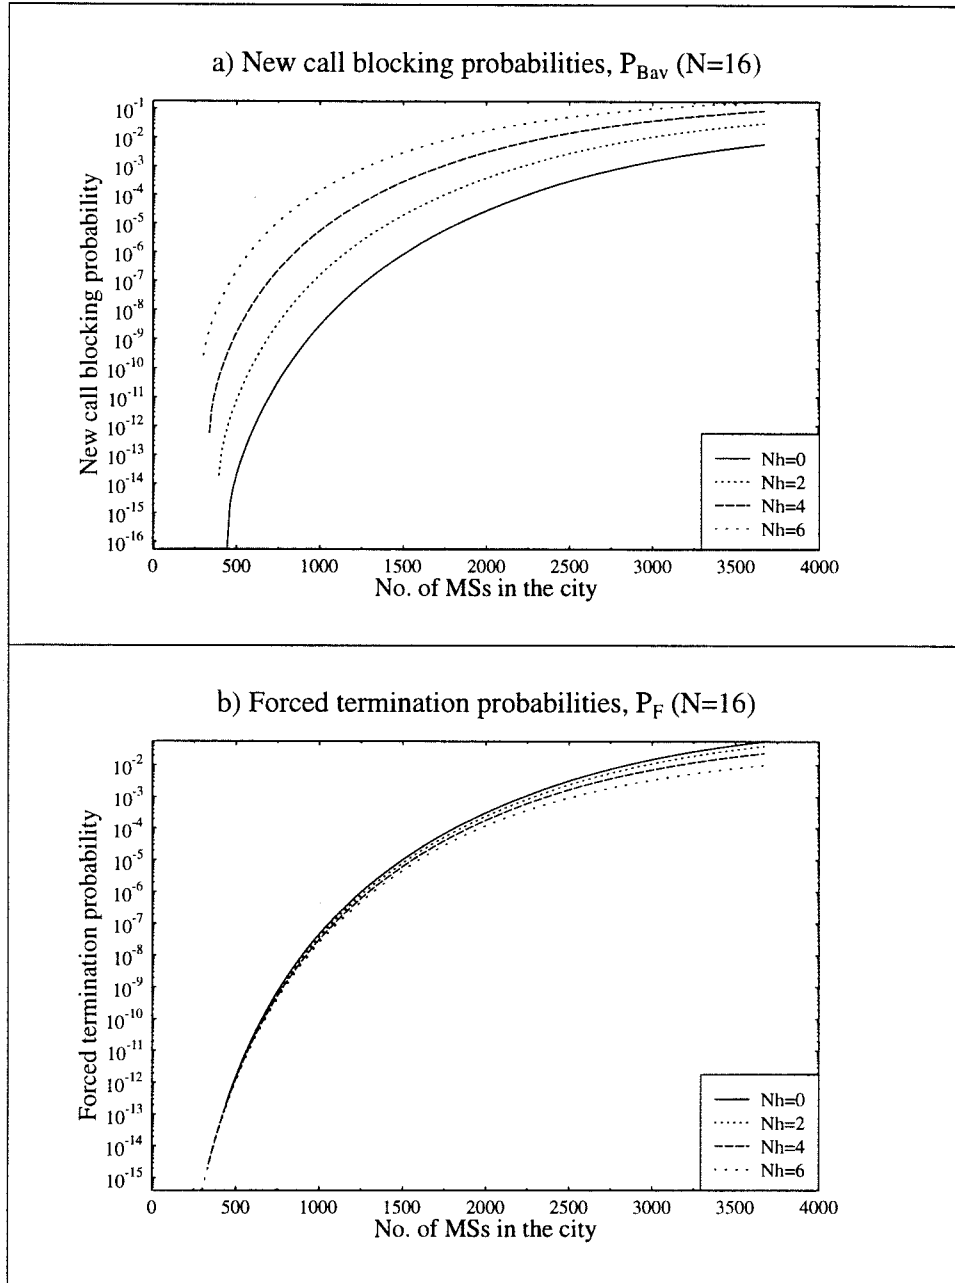 a) New call blocking probabilities, P_Bav (N=16)
New call blocking probability
10^-1
10^-2
10^-3
10^-4
10^-5
10^-6
10^-7
10^-8
10^-9
10^-10
10^-11
10^-12
10^-13
10^-14
10^-15
10^-16
Nh=0
Nh=2
Nh=4
Nh=6
0 500 1000 1500 2000 2500 3000 3500 4000
No. of MSs in the city
b) Forced termination probabilities, P_F (N=16)
Forced termination probability
10^-2
10^-3
10^-4
10^-5
10^-6
10^-7
10^-8
10^-9
10^-10
10^-11
10^-12
10^-13
10^-14
10^-15
Nh=0
Nh=2
Nh=4
Nh=6
0 500 1000 1500 2000 2500 3000 3500 4000
No. of MSs in the city